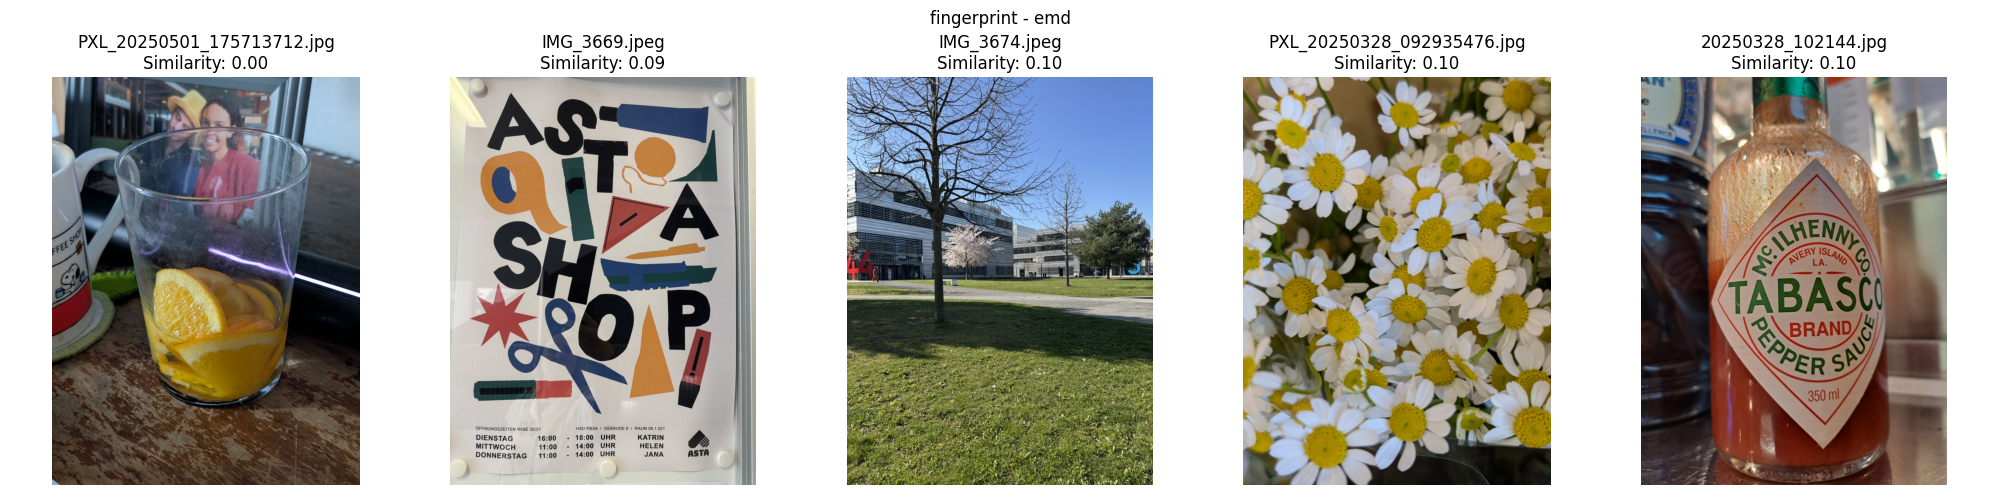 fingerprint - emd
PXL_20250501_175713712.jpg
Similarity: 0.00
IMG_3669.jpeg
Similarity: 0.09
IMG_3674.jpeg
Similarity: 0.10
PXL_20250328_092935476.jpg
Similarity: 0.10
20250328_102144.jpg
Similarity: 0.10
FFEE SHOP
ASTA
SHOP
ÖFFNUNGSZEITEN WISE 20/21
DIENSTAG 16:00 - 18:00 UHR KATRIN
MITTWOCH 11:00 - 14:00 UHR HELEN
DONNERSTAG 11:00 - 14:00 UHR JANA
ASTA
44
McILHENNY CO.
AVERY ISLAND
LA.
TABASCO
BRAND
PEPPER SAUCE
350 ml